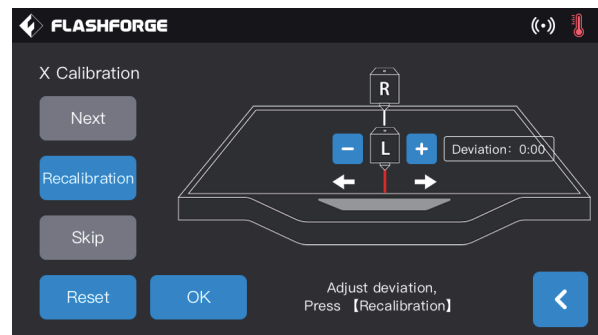 FLASHFORGE
X Calibration
Next
Recalibration
Skip
Reset
OK
R
L
− +
Deviation: 0:00
Adjust deviation,
Press 【Recalibration】